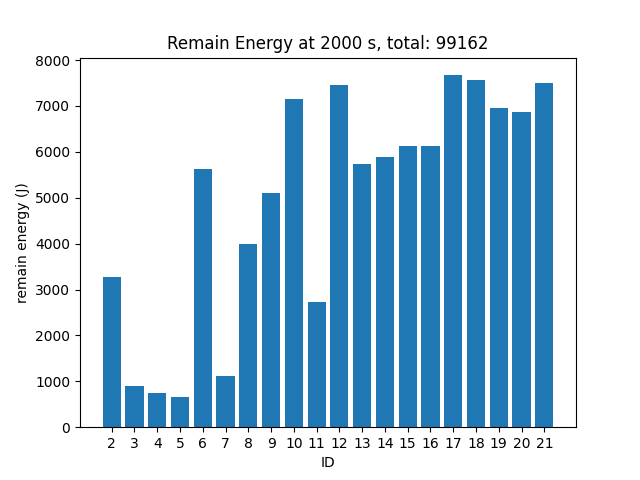 Remain Energy at 2000 s, total: 99162
8000
7000
6000
5000
4000
3000
2000
1000
0
remain energy (J)
2 3 4 5 6 7 8 9 10 11 12 13 14 15 16 17 18 19 20 21
ID